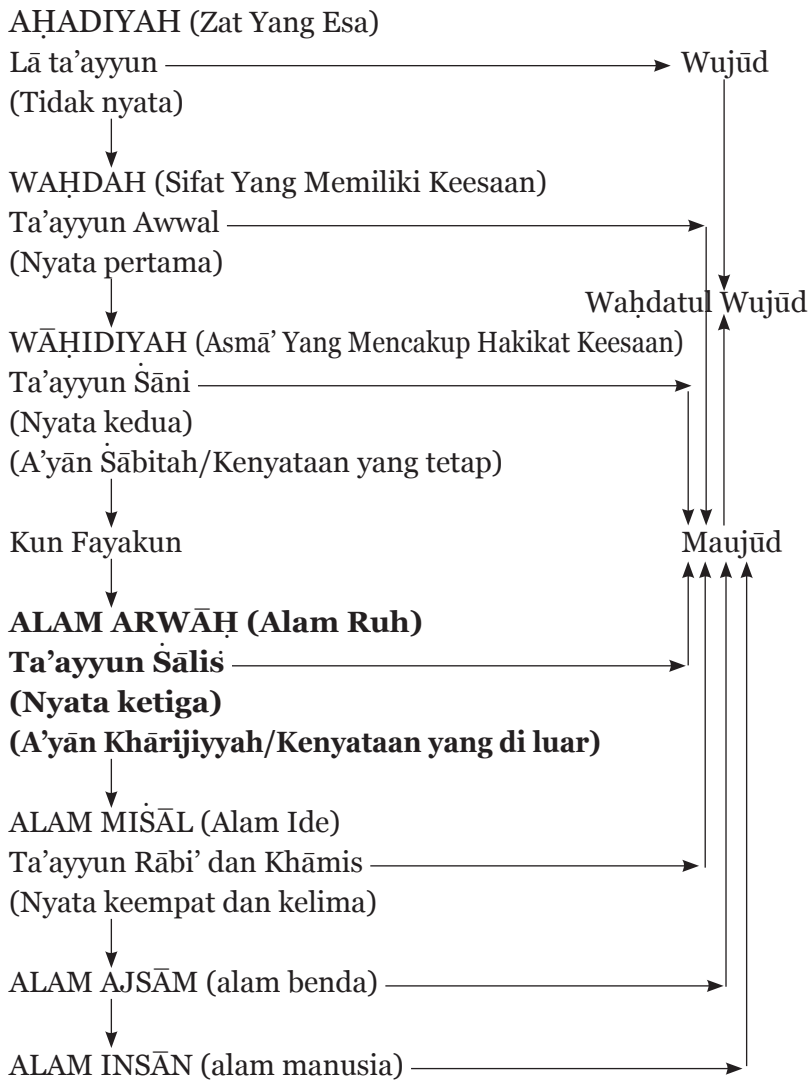 AḤADIYAH (Zat Yang Esa)
Lā ta’ayyun Wujūd
(Tidak nyata)
WAḤDAH (Sifat Yang Memiliki Keesaan)
Ta’ayyun Awwal
(Nyata pertama)
Waḥdatul Wujūd
WĀḤIDIYAH (Asmā’ Yang Mencakup Hakikat Keesaan)
Ta’ayyun Ṡāni
(Nyata kedua)
(A’yān Ṡābitah/Kenyataan yang tetap)
Kun Fayakun Maujūd
ALAM ARWĀḤ (Alam Ruh)
Ta’ayyun Ṡāliṡ
(Nyata ketiga)
(A’yān Khārijiyyah/Kenyataan yang di luar)
ALAM MIṠĀL (Alam Ide)
Ta’ayyun Rābi’ dan Khāmis
(Nyata keempat dan kelima)
ALAM AJSĀM (alam benda)
ALAM INSĀN (alam manusia)